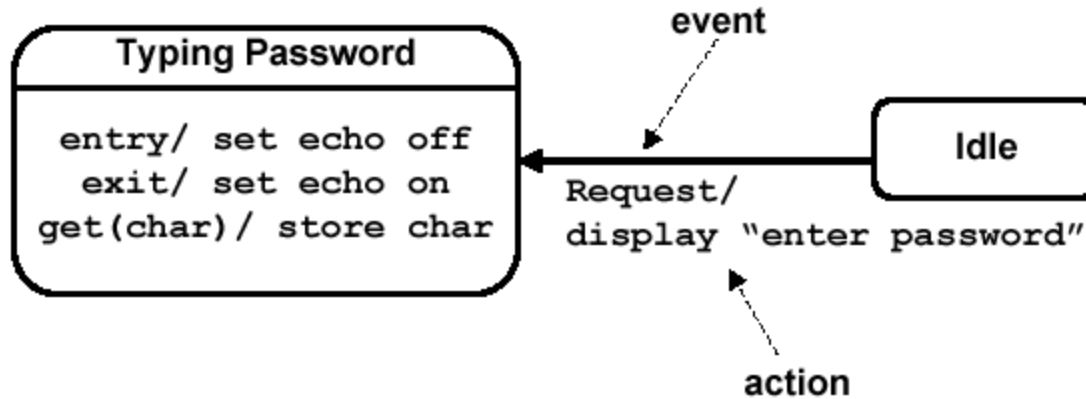 event
Typing Password
entry/ set echo off
exit/ set echo on
get(char)/ store char
Idle
Request/
display “enter password”
action